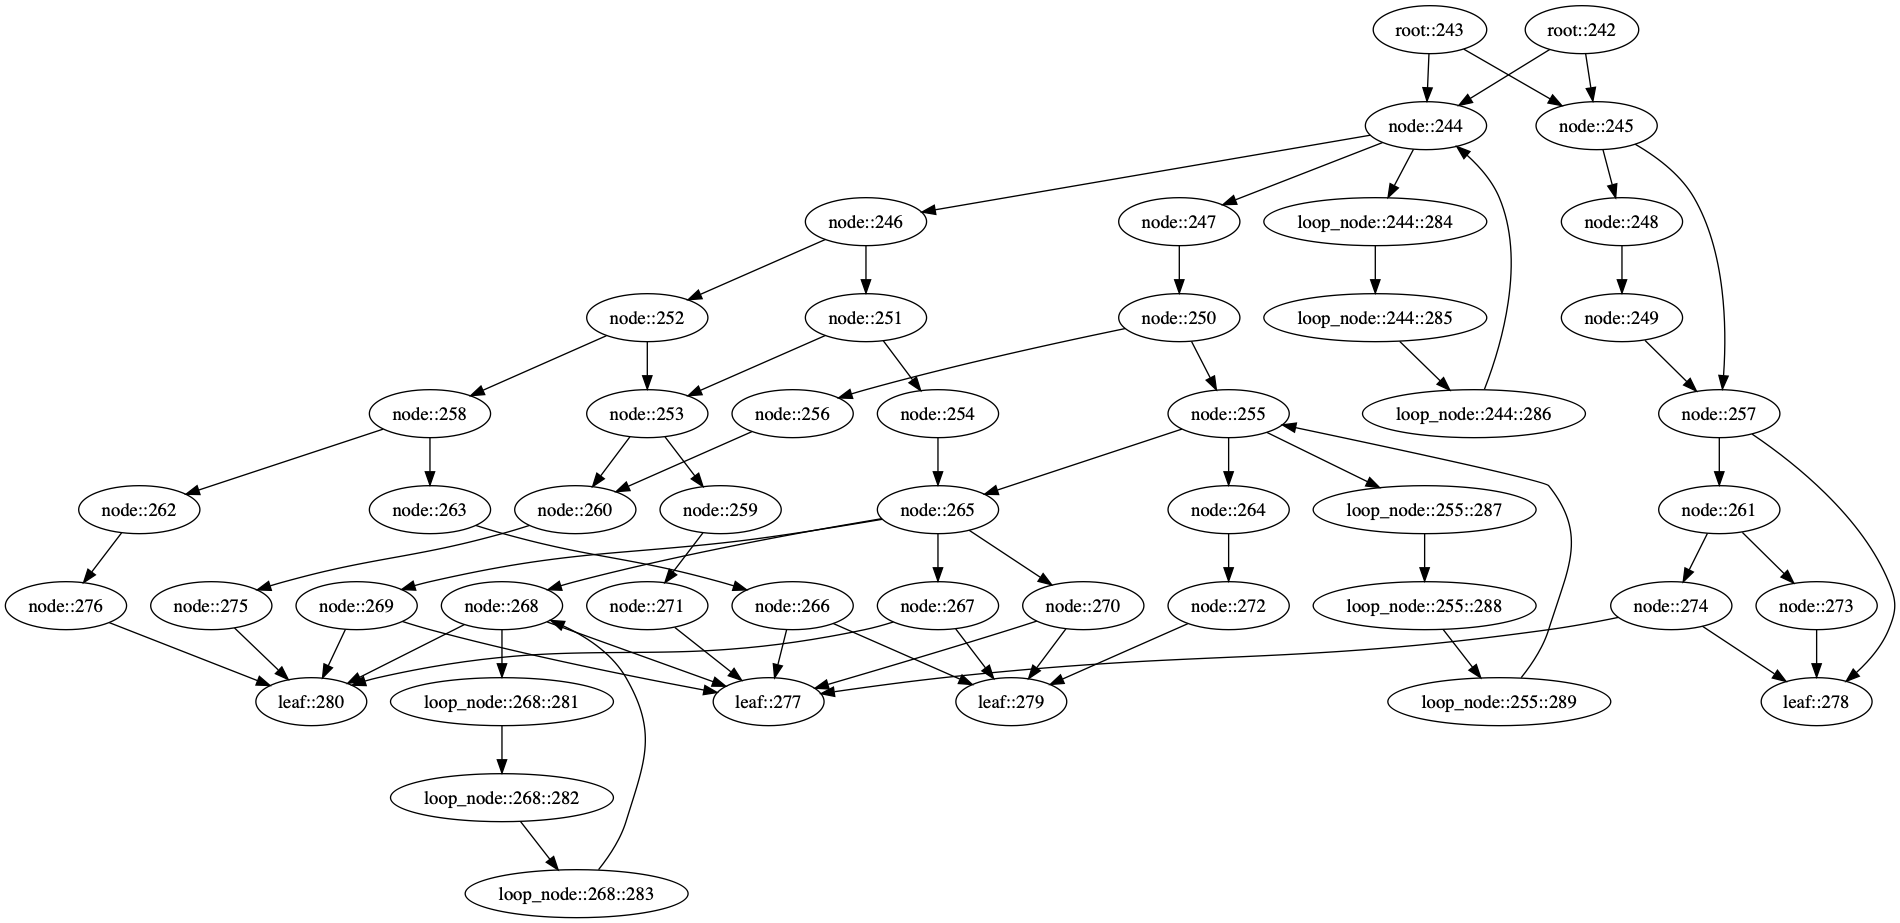 root::243
root::242
node::244
node::245
node::246
node::247
loop_node::244::284
node::248
node::252
node::251
node::250
loop_node::244::285
node::249
node::258
node::253
node::256
node::254
node::255
loop_node::244::286
node::257
node::262
node::263
node::260
node::259
node::265
node::264
loop_node::255::287
node::261
node::276
node::275
node::269
node::268
node::271
node::266
node::267
node::270
node::272
loop_node::255::288
node::274
node::273
leaf::280
loop_node::268::281
leaf::277
leaf::279
loop_node::255::289
leaf::278
loop_node::268::282
loop_node::268::283